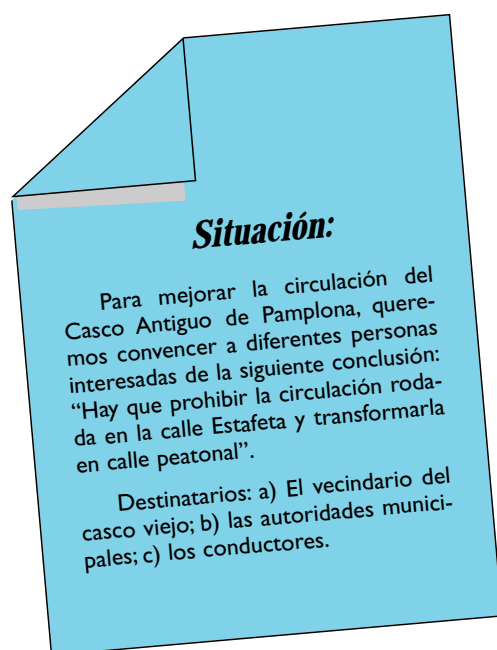 Situación:
Para mejorar la circulación del
Casco Antiguo de Pamplona, quere-
mos convencer a diferentes personas
interesadas de la siguiente conclusión:
“Hay que prohibir la circulación roda-
da en la calle Estafeta y transformarla
en calle peatonal”.
Destinatarios: a) El vecindario del
casco viejo; b) las autoridades munici-
pales; c) los conductores.